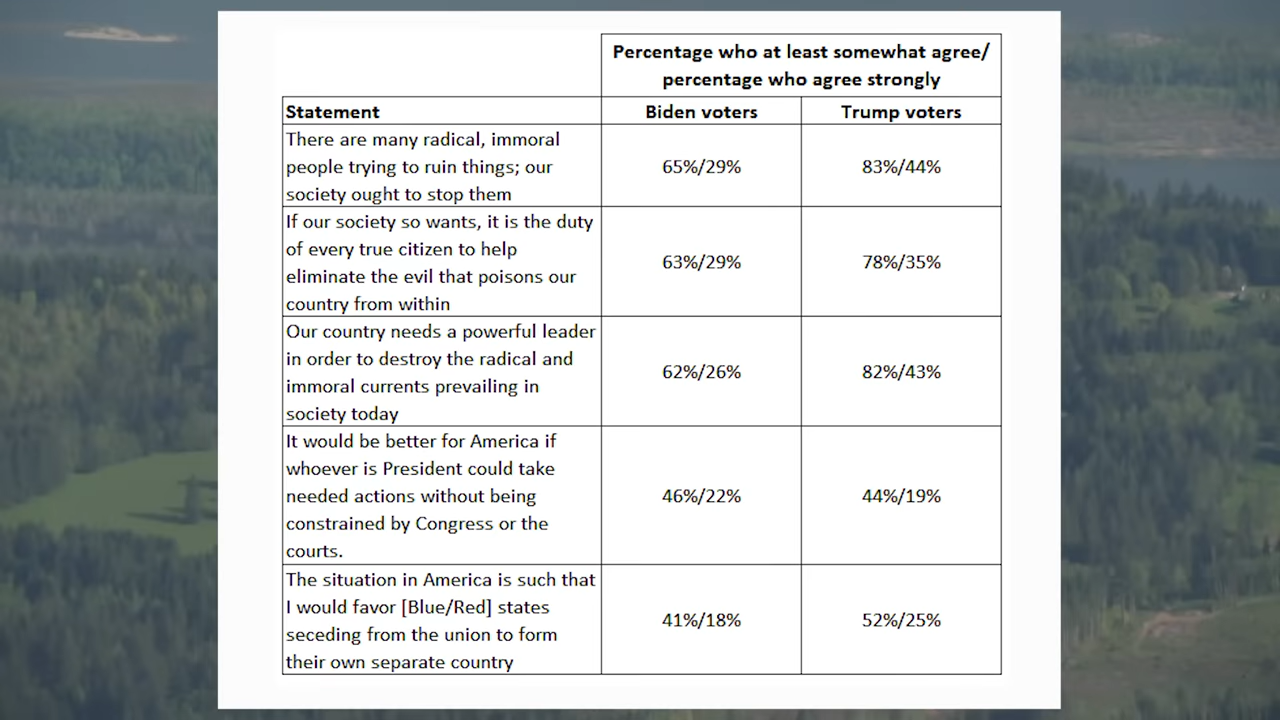 Percentage who at least somewhat agree/
percentage who agree strongly
Statement Biden voters Trump voters
There are many radical, immoral
people trying to ruin things; our
society ought to stop them
65%/29% 83%/44%
If our society so wants, it is the duty
of every true citizen to help
eliminate the evil that poisons our
country from within
63%/29% 78%/35%
Our country needs a powerful leader
in order to destroy the radical and
immoral currents prevailing in
society today
62%/26% 82%/43%
It would be better for America if
whoever is President could take
needed actions without being
constrained by Congress or the
courts.
46%/22% 44%/19%
The situation in America is such that
I would favor [Blue/Red] states
seceding from the union to form
their own separate country
41%/18% 52%/25%